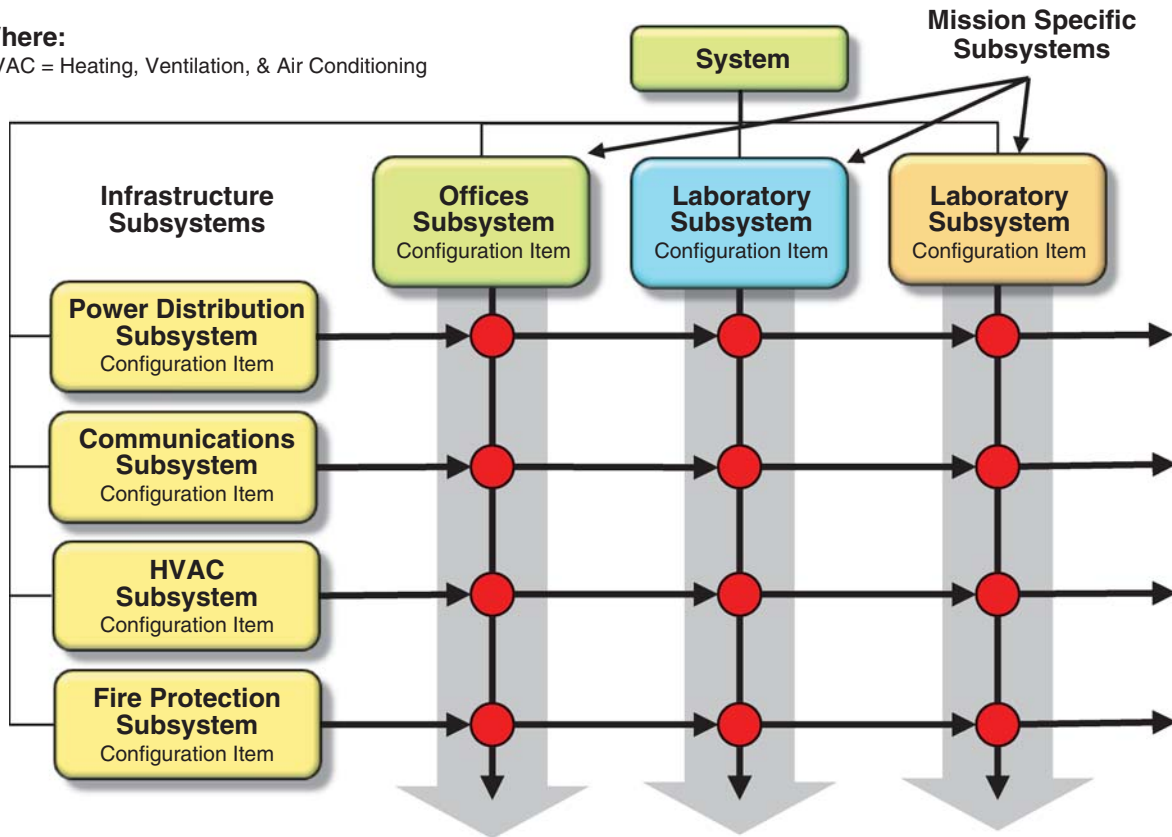 here:
VAC = Heating, Ventilation, & Air Conditioning
System
Mission Specific
Subsystems
Infrastructure
Subsystems
Offices
Subsystem
Configuration Item
Laboratory
Subsystem
Configuration Item
Laboratory
Subsystem
Configuration Item
Power Distribution
Subsystem
Configuration Item
Communications
Subsystem
Configuration Item
HVAC
Subsystem
Configuration Item
Fire Protection
Subsystem
Configuration Item